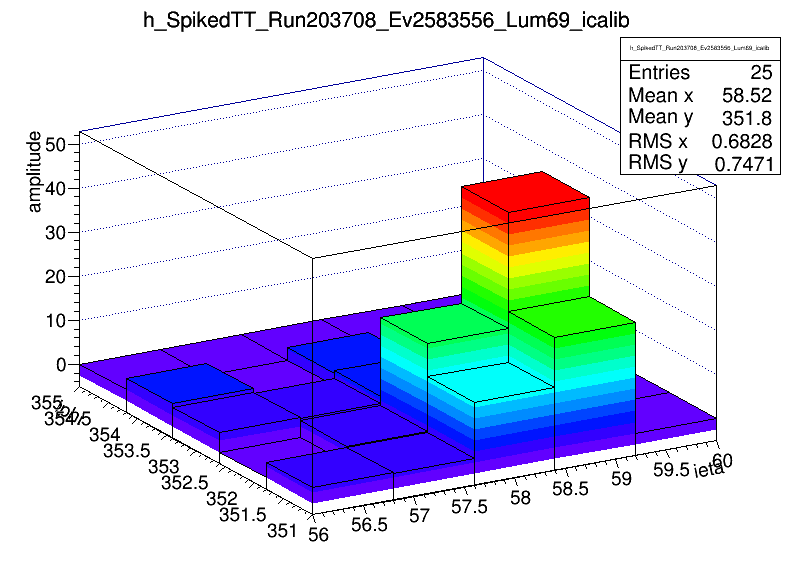 h_SpikedTT_Run203708_Ev2583556_Lum69_icalib
h_SpikedTT_Run203708_Ev2583556_Lum69_icalib
Entries 25
Mean x 58.52
Mean y 351.8
RMS x 0.6828
RMS y 0.7471
amplitude
50
40
30
20
10
0
355
354.5
354
353.5
353
352.5
352
351.5
351
56
56.5
57
57.5
58
58.5
59
59.5
60
ieta